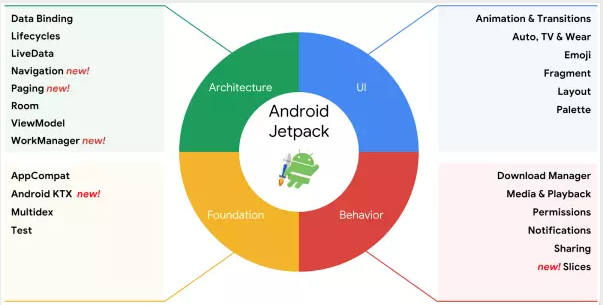 Data Binding
Lifecycles
LiveData
Navigation new!
Paging new!
Room
ViewModel
WorkManager new!
Animation & Transitions
Auto, TV & Wear
Emoji
Fragment
Layout
Palette
Architecture
UI
Android
Jetpack
Foundation
Behavior
AppCompat
Android KTX new!
Multidex
Test
Download Manager
Media & Playback
Permissions
Notifications
Sharing
new! Slices